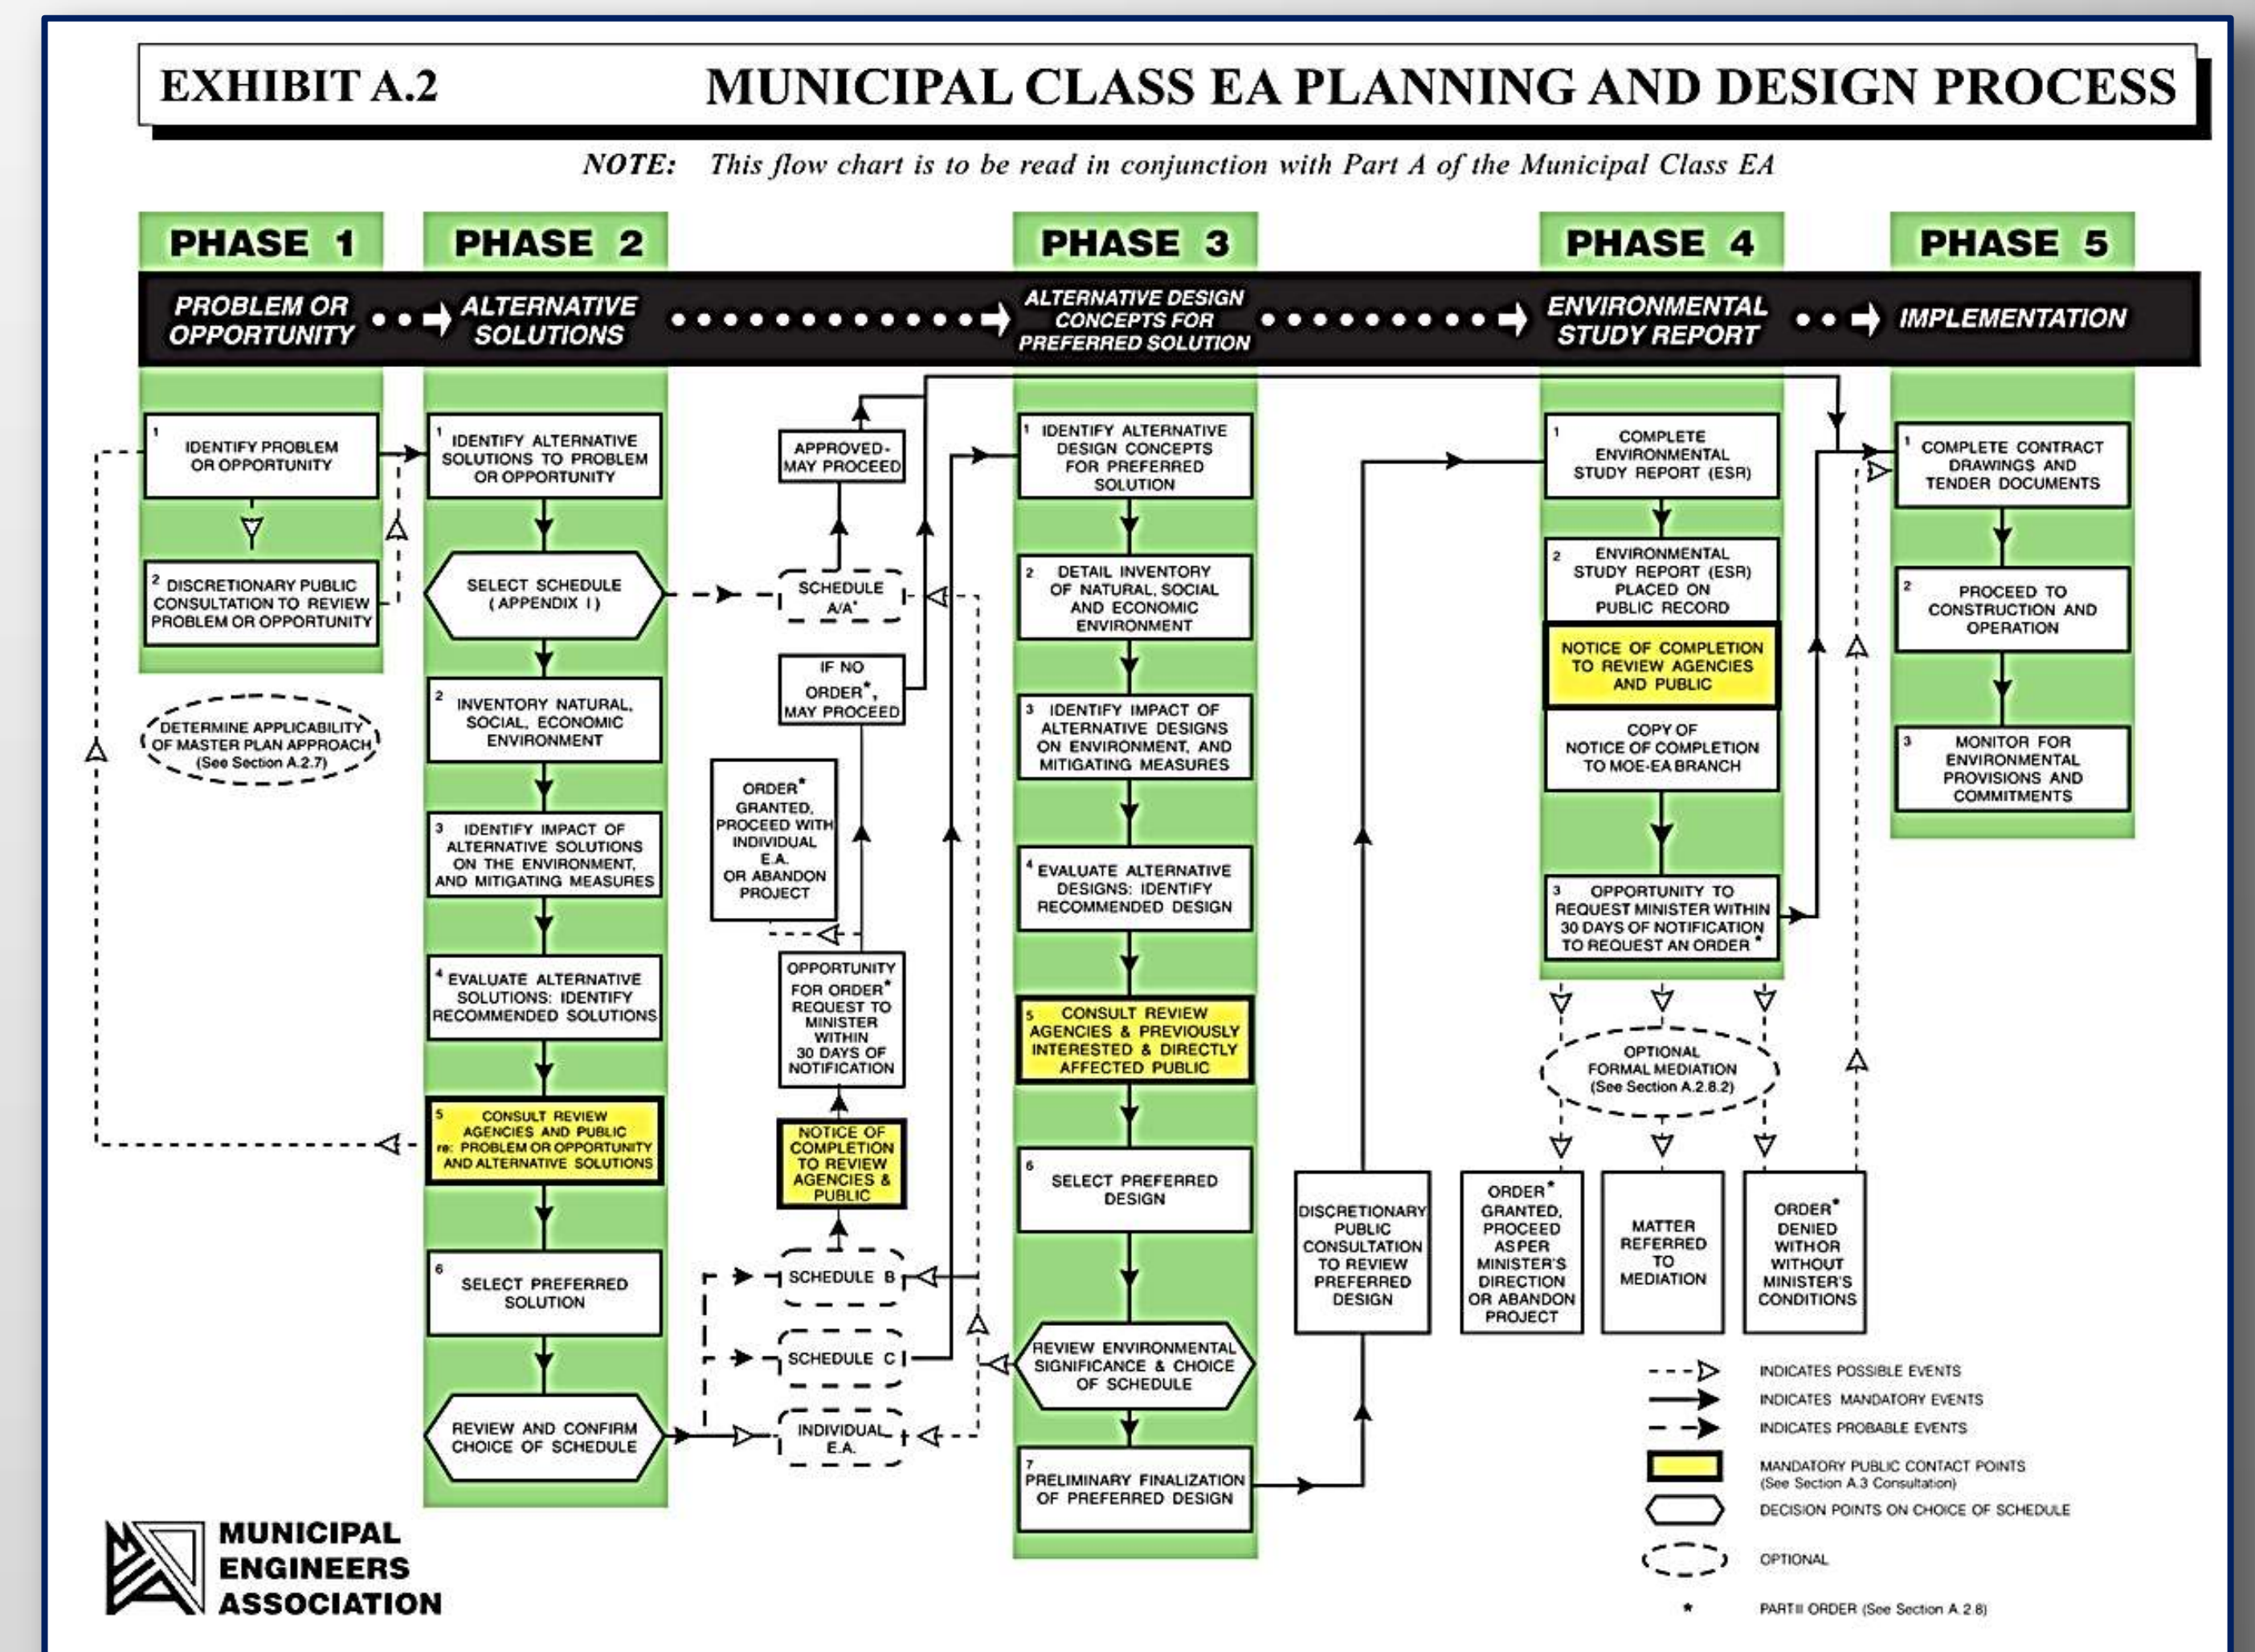 EXHIBIT A.2
MUNICIPAL CLASS EA PLANNING AND DESIGN PROCESS
NOTE: This flow chart is to be read in conjunction with Part A of the Municipal Class EA
PHASE 1
PHASE 2
PHASE 3
PHASE 4
PHASE 5
PROBLEM OR
OPPORTUNITY
ALTERNATIVE
SOLUTIONS
ALTERNATIVE DESIGN
CONCEPTS FOR
PREFERRED SOLUTION
ENVIRONMENTAL
STUDY REPORT
IMPLEMENTATION
1
IDENTIFY PROBLEM
OR OPPORTUNITY
2 DISCRETIONARY PUBLIC
CONSULTATION TO REVIEW
PROBLEM OR OPPORTUNITY
DETERMINE APPLICABILITY
OF MASTER PLAN APPROACH
(See Section A.2.7)
1
IDENTIFY ALTERNATIVE
SOLUTIONS TO PROBLEM
OR OPPORTUNITY
SELECT SCHEDULE
(APPENDIX I)
2
INVENTORY NATURAL,
SOCIAL, ECONOMIC
ENVIRONMENT
3 IDENTIFY IMPACT OF
ALTERNATIVE SOLUTIONS
ON THE ENVIRONMENT,
AND MITIGATING MEASURES
4 EVALUATE ALTERNATIVE
SOLUTIONS: IDENTIFY
RECOMMENDED SOLUTIONS
5 CONSULT REVIEW
AGENCIES AND PUBLIC
re: PROBLEM OR OPPORTUNITY
AND ALTERNATIVE SOLUTIONS
6
SELECT PREFERRED
SOLUTION
REVIEW AND CONFIRM
CHOICE OF SCHEDULE
APPROVED-
MAY PROCEED
SCHEDULE
A/A*
IF NO
ORDER*,
MAY PROCEED
ORDER*
GRANTED,
PROCEED WITH
INDIVIDUAL
E.A.
OR ABANDON
PROJECT
OPPORTUNITY
FOR ORDER*
REQUEST TO
MINISTER
WITHIN
30 DAYS OF
NOTIFICATION
NOTICE OF
COMPLETION
TO REVIEW
AGENCIES &
PUBLIC
SCHEDULE B
SCHEDULE C
INDIVIDUAL
E.A.
1 IDENTIFY ALTERNATIVE
DESIGN CONCEPTS
FOR PREFERRED
SOLUTION
2 DETAIL INVENTORY
OF NATURAL, SOCIAL
AND ECONOMIC
ENVIRONMENT
3 IDENTIFY IMPACT OF
ALTERNATIVE DESIGNS
ON ENVIRONMENT, AND
MITIGATING MEASURES
4 EVALUATE ALTERNATIVE
DESIGNS: IDENTIFY
RECOMMENDED DESIGN
5 CONSULT REVIEW
AGENCIES & PREVIOUSLY
INTERESTED & DIRECTLY
AFFECTED PUBLIC
6
SELECT PREFERRED
DESIGN
REVIEW ENVIRONMENTAL
SIGNIFICANCE & CHOICE
OF SCHEDULE
7
PRELIMINARY FINALIZATION
OF PREFERRED DESIGN
DISCRETIONARY
PUBLIC
CONSULTATION
TO REVIEW
PREFERRED
DESIGN
1 COMPLETE
ENVIRONMENTAL
STUDY REPORT (ESR)
2 ENVIRONMENTAL
STUDY REPORT (ESR)
PLACED ON
PUBLIC RECORD
NOTICE OF COMPLETION
TO REVIEW AGENCIES
AND PUBLIC
COPY OF
NOTICE OF COMPLETION
TO MOE-EA BRANCH
3 OPPORTUNITY TO
REQUEST MINISTER WITHIN
30 DAYS OF NOTIFICATION
TO REQUEST AN ORDER*
OPTIONAL
FORMAL MEDIATION
(See Section A.2.8.2)
ORDER*
GRANTED,
PROCEED
AS PER
MINISTER'S
DIRECTION
OR ABANDON
PROJECT
MATTER
REFERRED
TO
MEDIATION
ORDER*
DENIED
WITH OR
WITHOUT
MINISTER'S
CONDITIONS
1 COMPLETE CONTRACT
DRAWINGS AND
TENDER DOCUMENTS
2 PROCEED TO
CONSTRUCTION AND
OPERATION
3 MONITOR FOR
ENVIRONMENTAL
PROVISIONS AND
COMMITMENTS
INDICATES POSSIBLE EVENTS
INDICATES MANDATORY EVENTS
INDICATES PROBABLE EVENTS
MANDATORY PUBLIC CONTACT POINTS
(See Section A.3 Consultation)
DECISION POINTS ON CHOICE OF SCHEDULE
OPTIONAL
* PART II ORDER (See Section A.2.8)
MUNICIPAL
ENGINEERS
ASSOCIATION